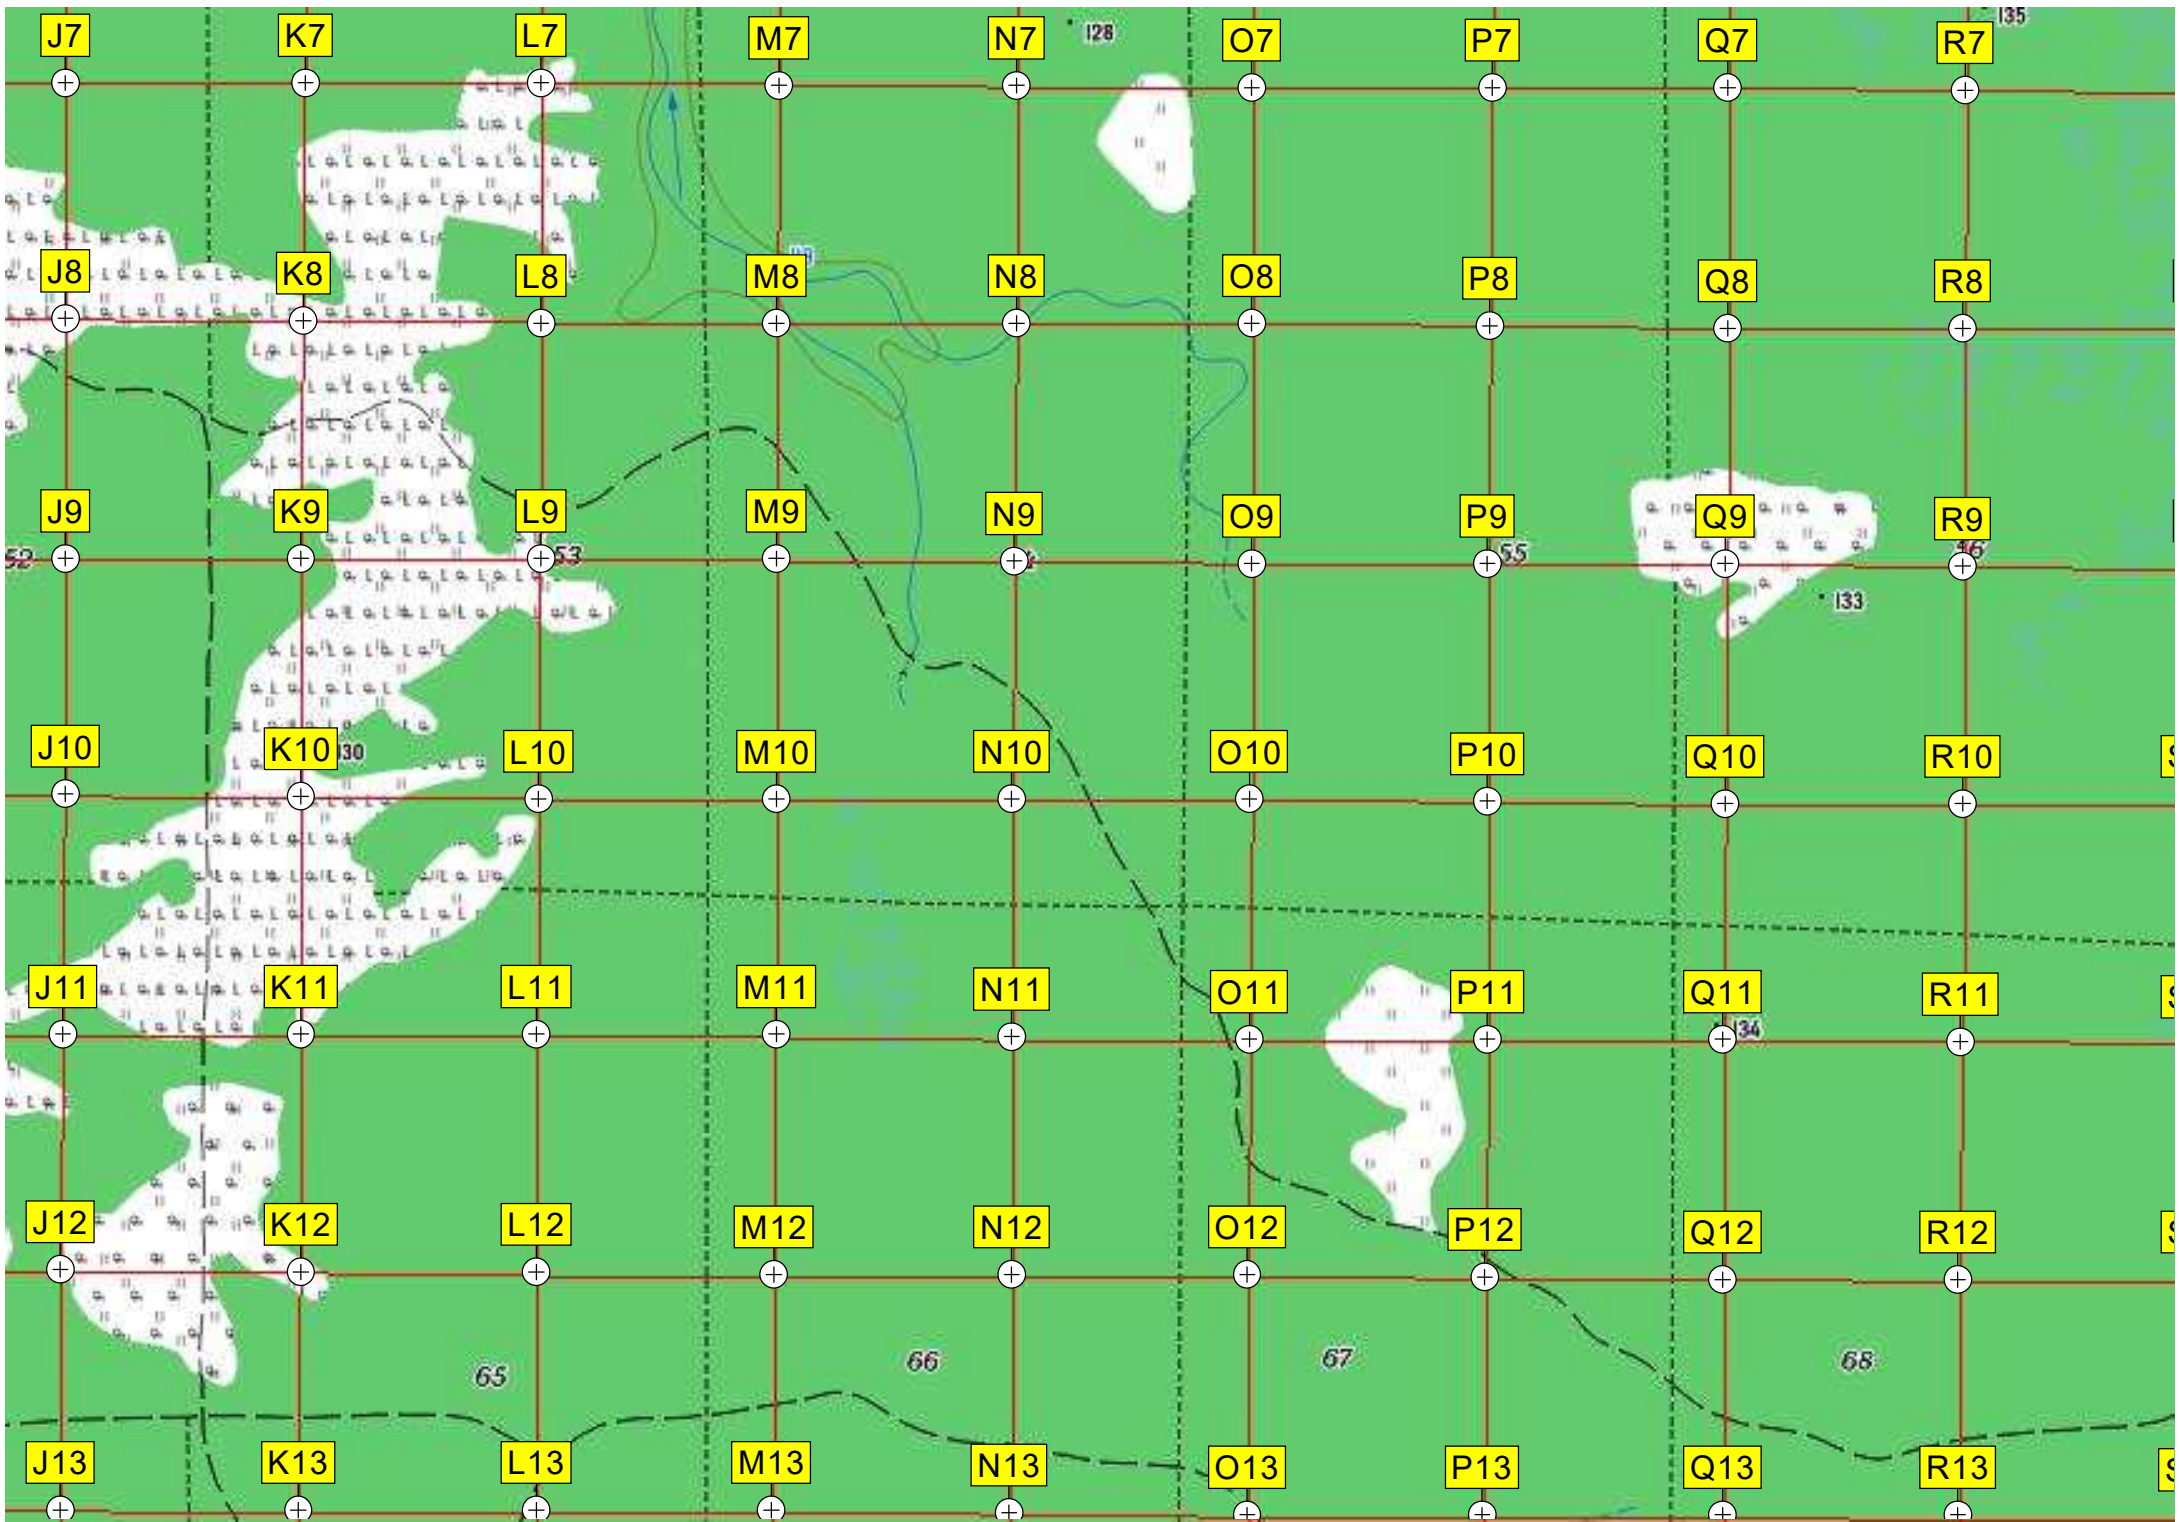 J7 K7 L7 M7 N7 128 O7 P7 Q7 R7 135
J8 K8 L8 M8 N8 O8 P8 Q8 R8
J9 K9 L9 M9 N9 O9 P9 Q9 R9
52 53 55 56
133
J10 K10 130 L10 M10 N10 O10 P10 Q10 R10
J11 K11 L11 M11 N11 O11 P11 Q11 R11
134
J12 K12 L12 M12 N12 O12 P12 Q12 R12
65 66 67 68
J13 K13 L13 M13 N13 O13 P13 Q13 R13